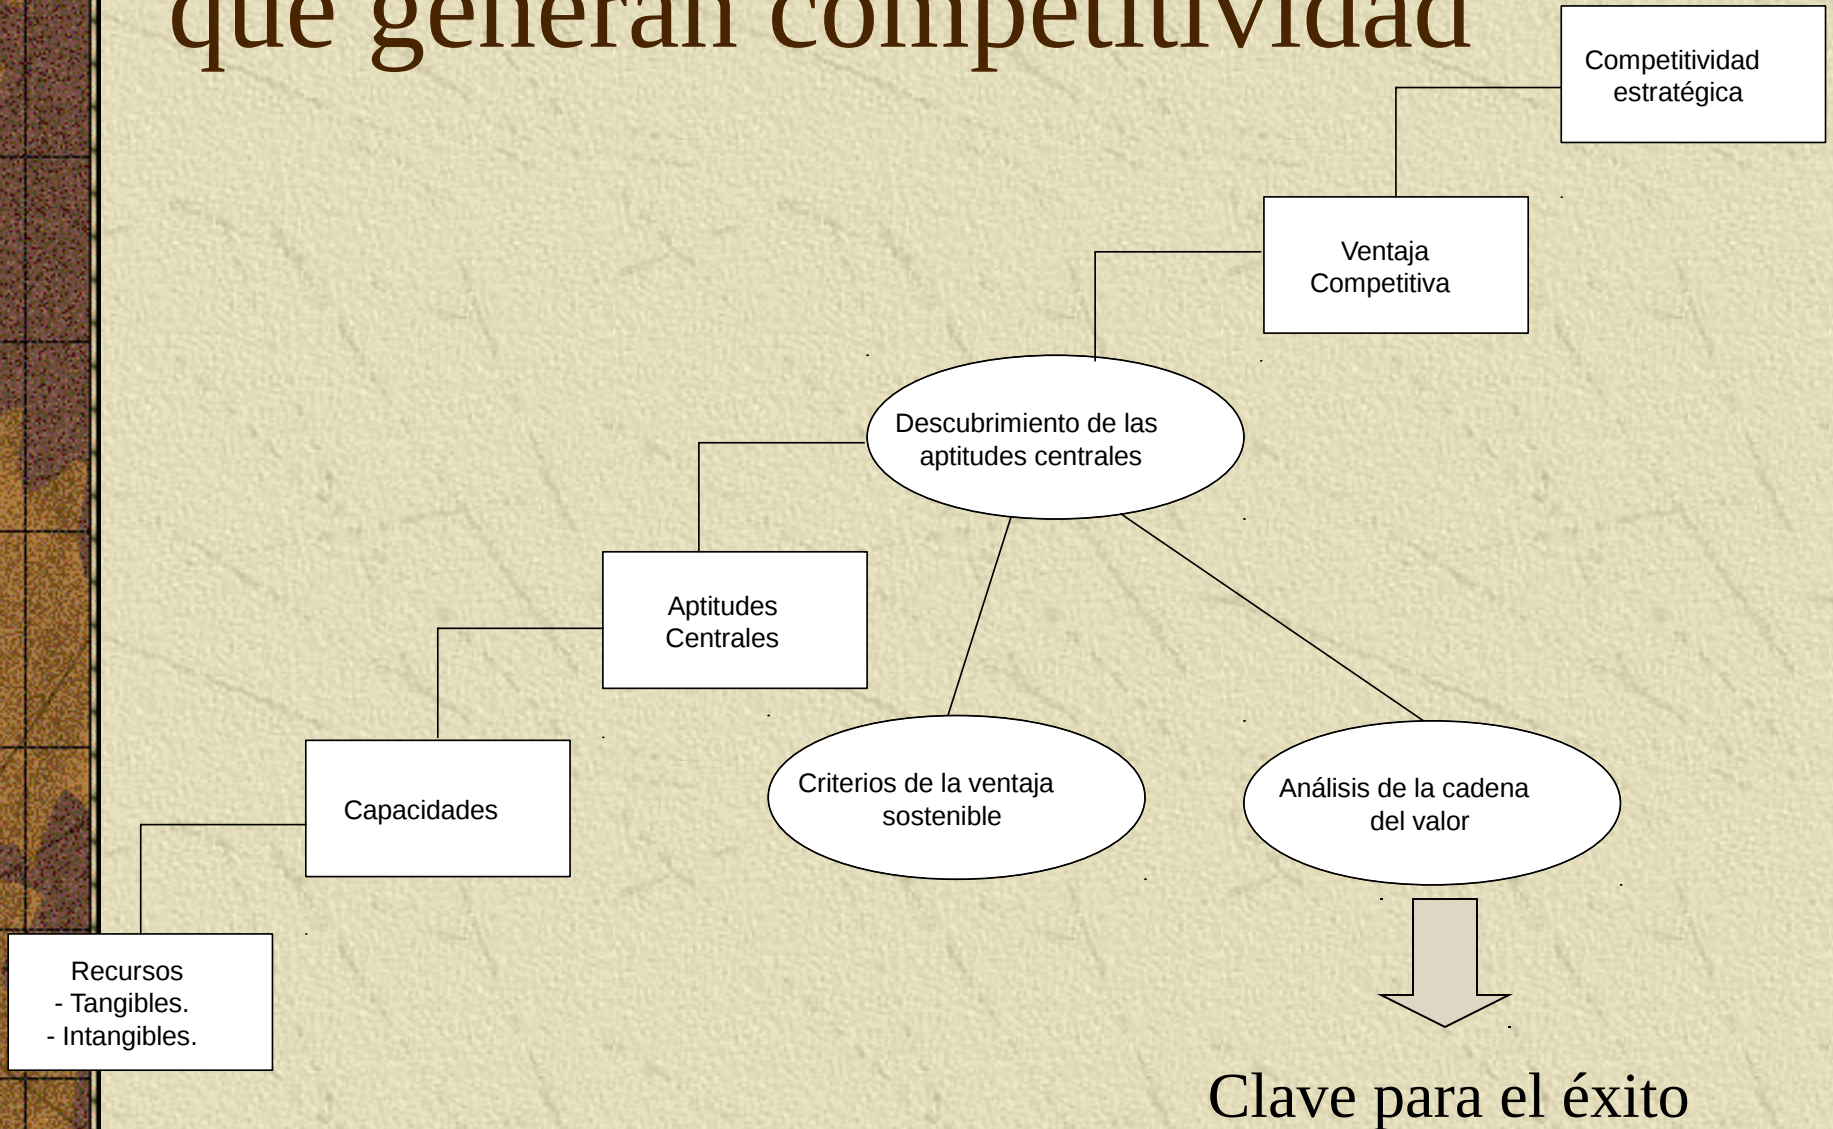 que generan competitividad
Competitividad
estratégica
Ventaja
Competitiva
Descubrimiento de las
aptitudes centrales
Aptitudes
Centrales
Criterios de la ventaja
sostenible
Análisis de la cadena
del valor
Capacidades
Recursos
- Tangibles.
- Intangibles.
Clave para el éxito